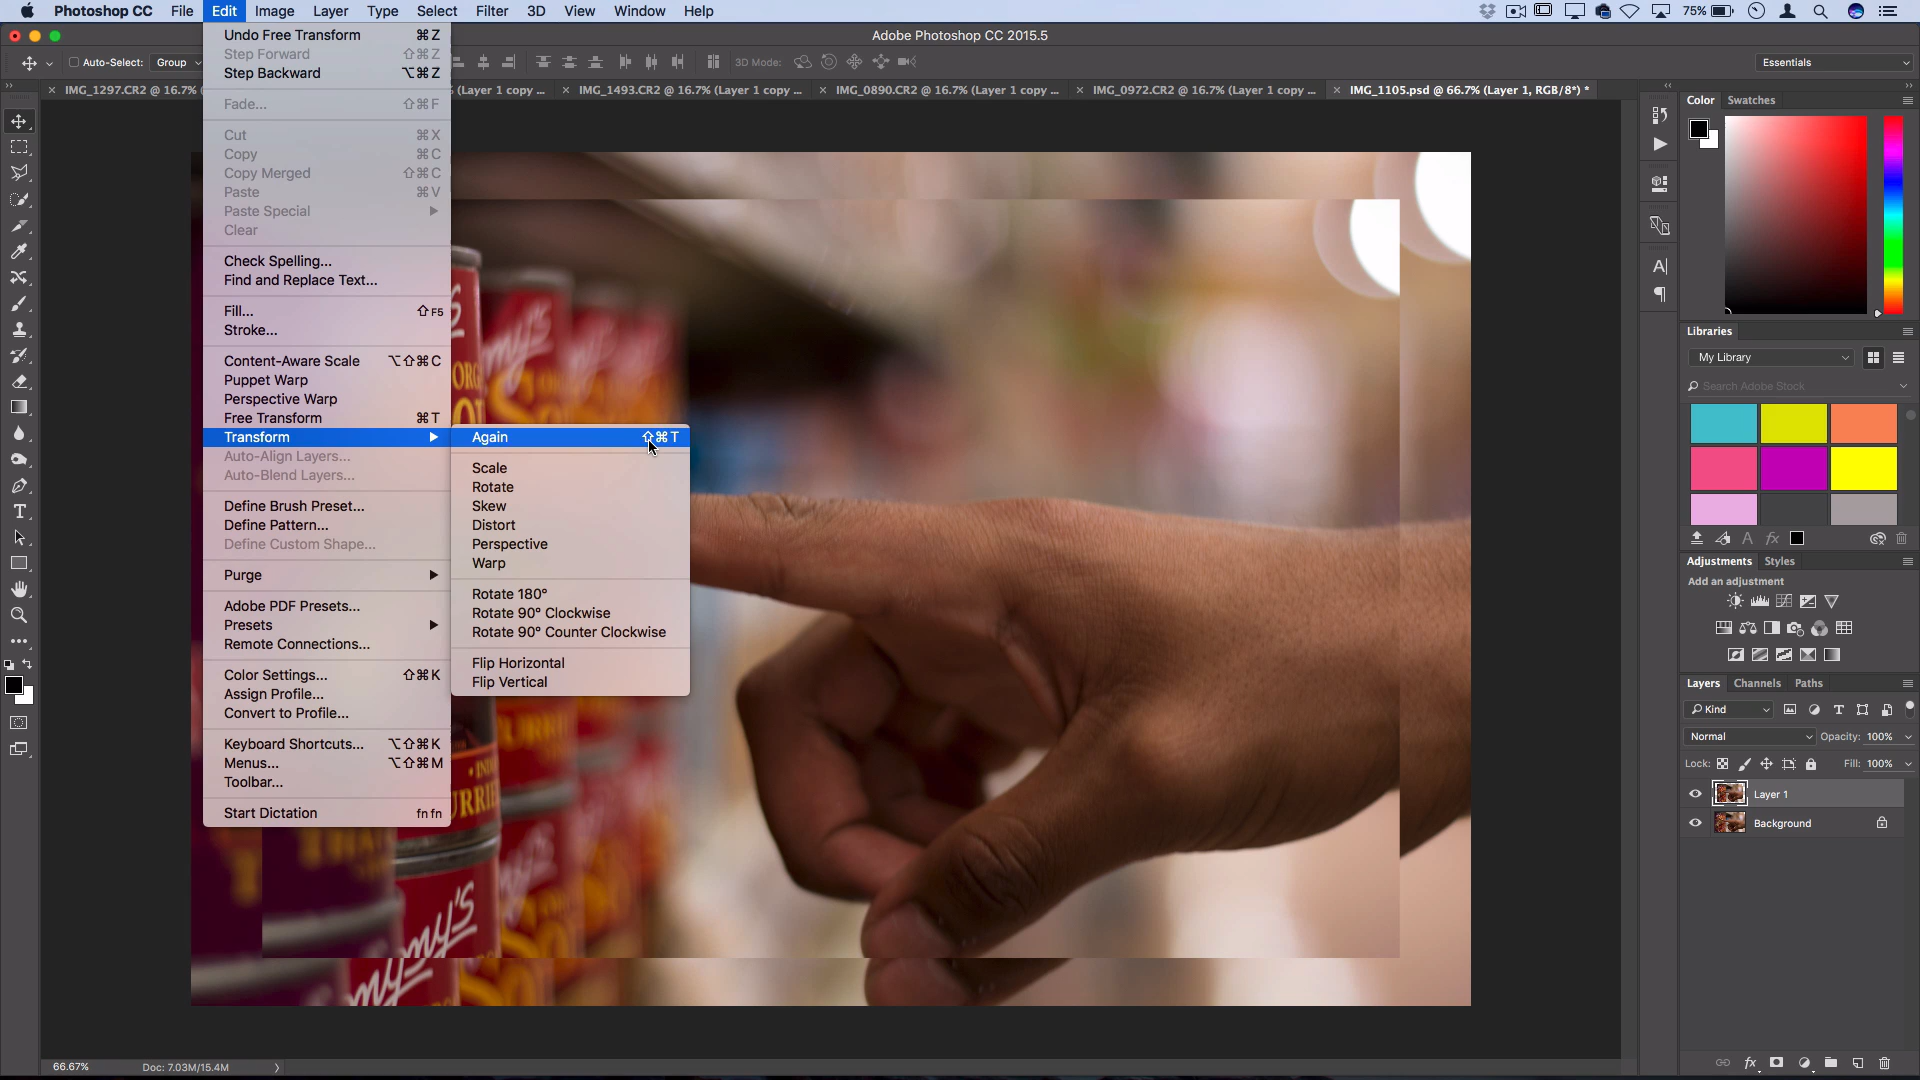 Photoshop CC File Edit Image Layer Type Select Filter 3D View Window Help 75%
Adobe Photoshop CC 2015.5
Auto-Select: Group 3D Mode: Essentials
IMG_1297.CR2 @ 16.7% (Layer 1 copy ... IMG_1493.CR2 @ 16.7% (Layer 1 copy ... IMG_0890.CR2 @ 16.7% (Layer 1 copy ... IMG_0972.CR2 @ 16.7% (Layer 1 copy ... IMG_1105.psd @ 66.7% (Layer 1, RGB/8*) *
Undo Free Transform ⌘Z
Step Forward ⇧⌘Z
Step Backward ⌥⌘Z
Fade... ⇧⌘F
Cut ⌘X
Copy ⌘C
Copy Merged ⇧⌘C
Paste ⌘V
Paste Special
Clear
Check Spelling...
Find and Replace Text...
Fill... ⇧F5
Stroke...
Content-Aware Scale ⌥⇧⌘C
Puppet Warp
Perspective Warp
Free Transform ⌘T
Transform
Auto-Align Layers...
Auto-Blend Layers...
Define Brush Preset...
Define Pattern...
Define Custom Shape...
Purge
Adobe PDF Presets...
Presets
Remote Connections...
Color Settings... ⇧⌘K
Assign Profile...
Convert to Profile...
Keyboard Shortcuts... ⌥⇧⌘K
Menus... ⌥⇧⌘M
Toolbar...
Start Dictation fn fn
Again ⇧⌘T
Scale
Rotate
Skew
Distort
Perspective
Warp
Rotate 180°
Rotate 90° Clockwise
Rotate 90° Counter Clockwise
Flip Horizontal
Flip Vertical
Color Swatches
Libraries
My Library
Search Adobe Stock
Adjustments Styles
Add an adjustment
Layers Channels Paths
Kind
Normal Opacity: 100%
Lock: Fill: 100%
Layer 1
Background
66.67% Doc: 7.03M/15.4M